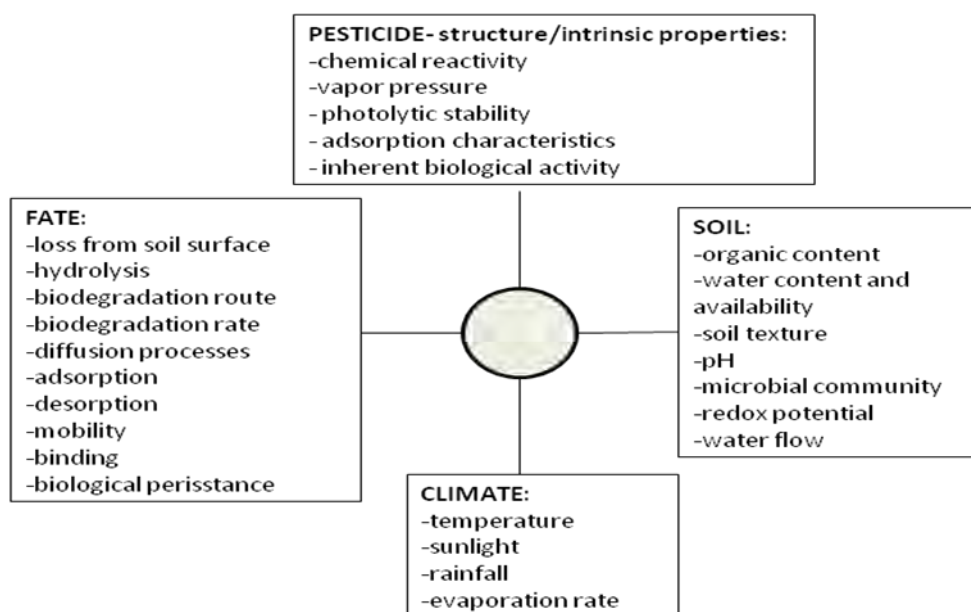 PESTICIDE- structure/intrinsic properties:
-chemical reactivity
-vapor pressure
- photolytic stability
- adsorption characteristics
- inherent biological activity
FATE:
-loss from soil surface
-hydrolysis
-biodegradation route
-biodegradation rate
-diffusion processes
-adsorption
-desorption
-mobility
-binding
-biological perisstance
SOIL:
-organic content
-water content and
availability
-soil texture
-pH
-microbial community
-redox potential
-water flow
CLIMATE:
-temperature
-sunlight
-rainfall
-evaporation rate